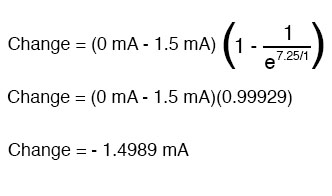 Change = (0 mA - 1.5 mA) (1 - 1/e^7.25/1)
Change = (0 mA - 1.5 mA)(0.99929)
Change = - 1.4989 mA